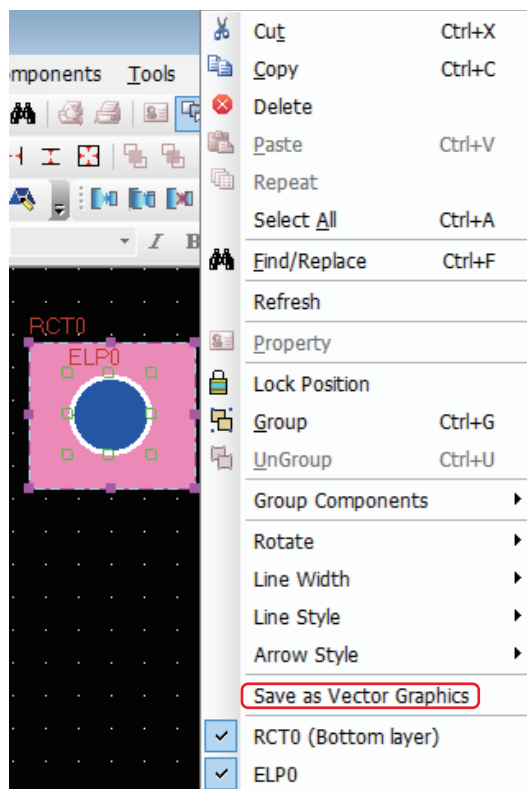 mponents Tools
I B
RCT0
ELP0
Cut Ctrl+X
Copy Ctrl+C
Delete
Paste Ctrl+V
Repeat
Select All Ctrl+A
Find/Replace Ctrl+F
Refresh
Property
Lock Position
Group Ctrl+G
UnGroup Ctrl+U
Group Components
Rotate
Line Width
Line Style
Arrow Style
Save as Vector Graphics
RCT0 (Bottom layer)
ELP0